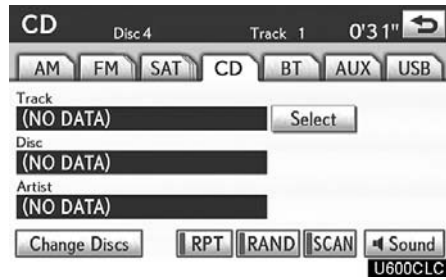 CD Disc 4 Track 1 0'31"
AM FM SAT CD BT AUX USB
Track
(NO DATA) Select
Disc
(NO DATA)
Artist
(NO DATA)
Change Discs RPT RAND SCAN Sound
U600CLC